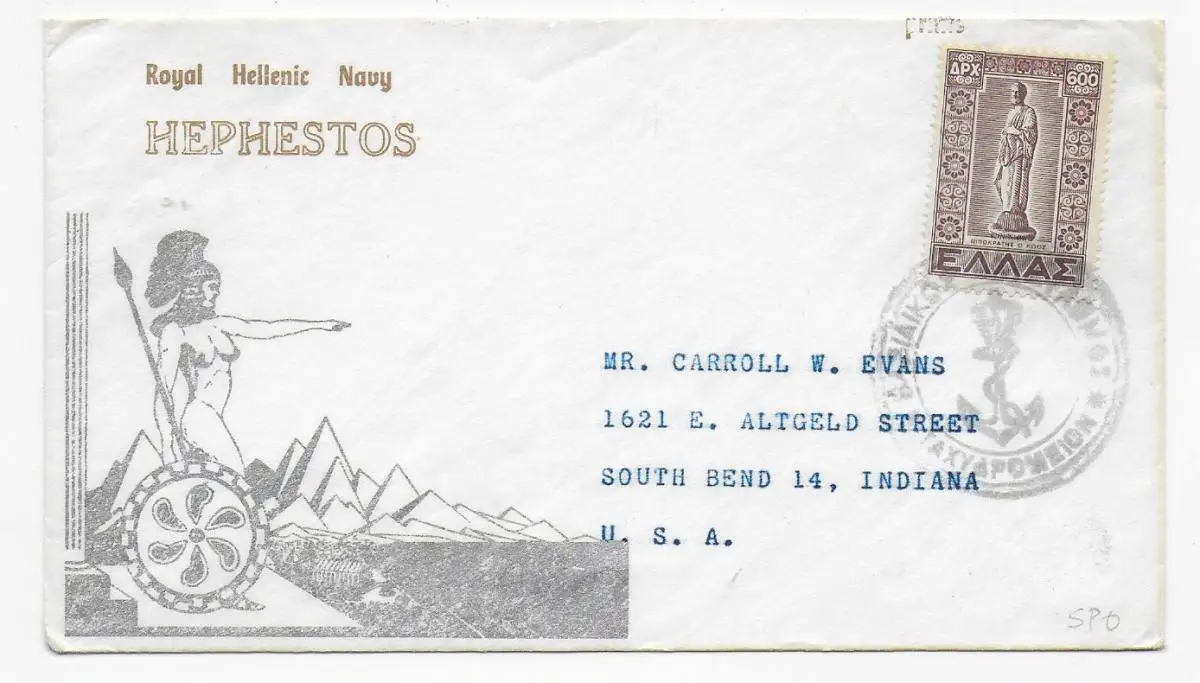 Royal Hellenic Navy
HEPHESTOS
ΔΡΧ 600
ΙΠΠΟΚΡΑΤΗΣ Ο ΚΩΟΣ
ΕΛΛΑΣ
MR. CARROLL W. EVANS
1621 E. ALTGELD STREET
SOUTH BEND 14, INDIANA
U. S. A.
SPO